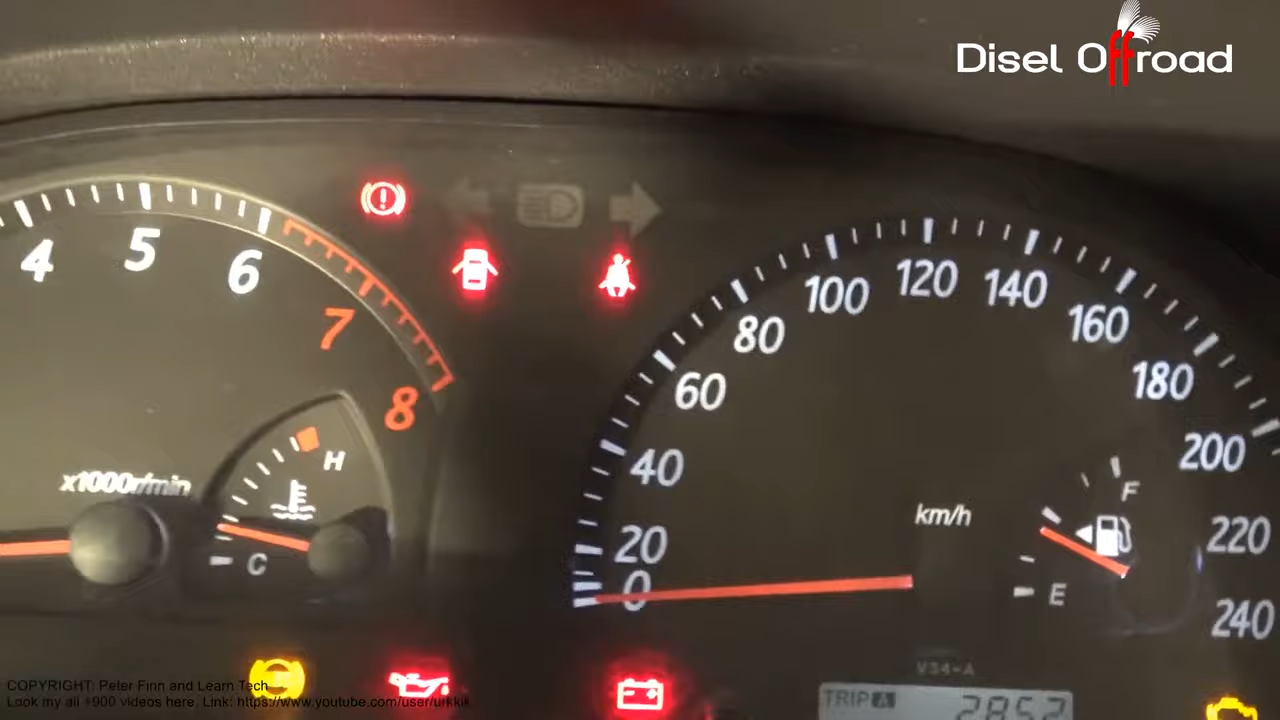 Disel Offroad
4 5 6 7 8
x1000r/min
H
C
0 20 40 60 80 100 120 140 160 180 200 220 240
km/h
F
E
V34-A
TRIP A 285.2
COPYRIGHT: Peter Finn and Learn Tech
Look my all +900 videos here. Link: https://www.youtube.com/user/urkkik